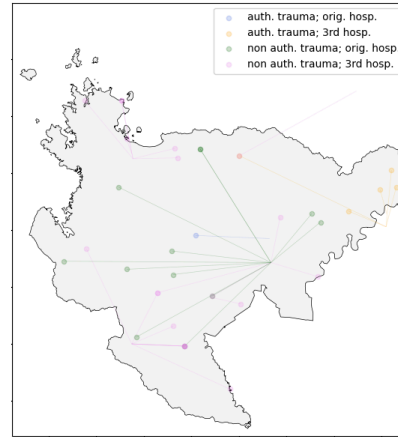 auth. trauma; orig. hosp.
auth. trauma; 3rd hosp.
non auth. trauma; orig. hosp.
non auth. trauma; 3rd hosp.